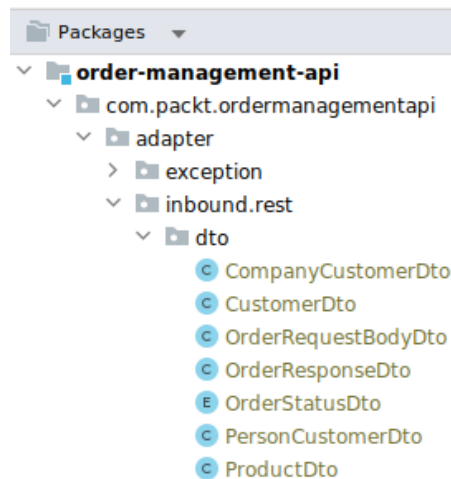 Packages
order-management-api
com.packt.ordermanagementapi
adapter
exception
inbound.rest
dto
C CompanyCustomerDto
C CustomerDto
C OrderRequestBodyDto
C OrderResponseDto
E OrderStatusDto
C PersonCustomerDto
C ProductDto